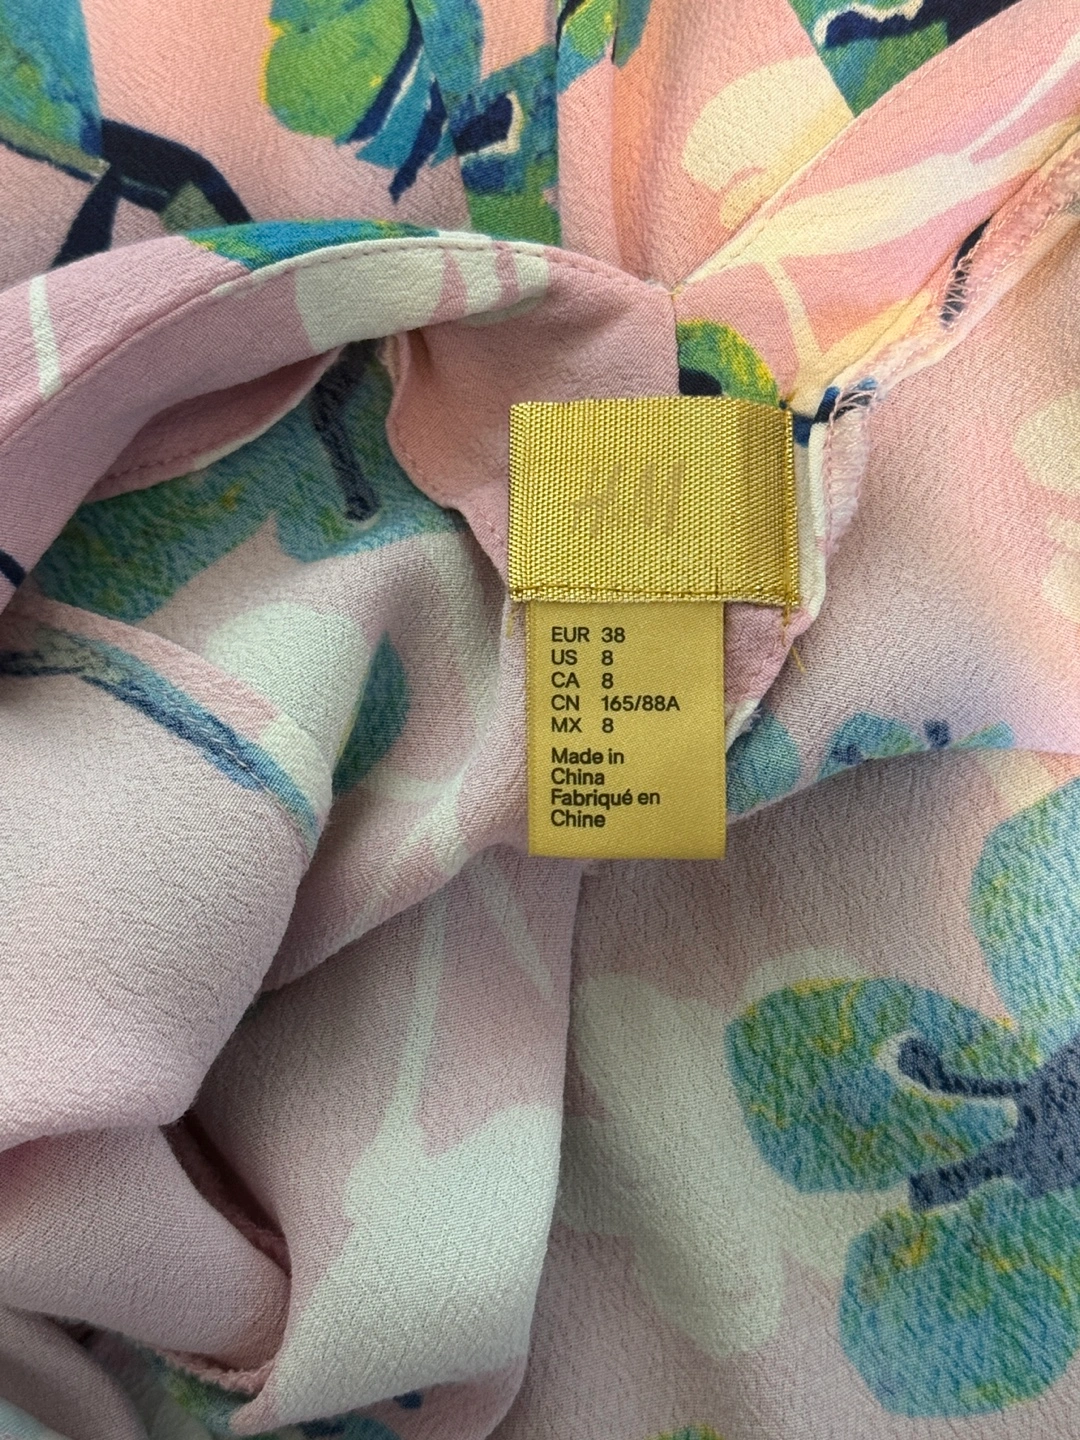 H&M
EUR 38
US 8
CA 8
CN 165/88A
MX 8
Made in
China
Fabriqué en
Chine